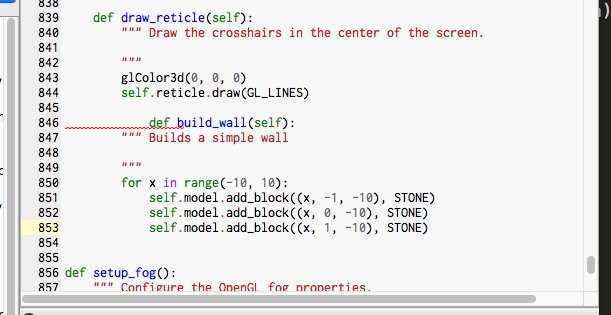 838
839 def draw_reticle(self):
840 """ Draw the crosshairs in the center of the screen.
841
842 """
843 glColor3d(0, 0, 0)
844 self.reticle.draw(GL_LINES)
845
846 def build_wall(self):
847 """ Builds a simple wall
848
849 """
850 for x in range(-10, 10):
851 self.model.add_block((x, -1, -10), STONE)
852 self.model.add_block((x, 0, -10), STONE)
853 self.model.add_block((x, 1, -10), STONE)
854
855
856 def setup_fog():
857 """ Configure the OpenGL fog properties.